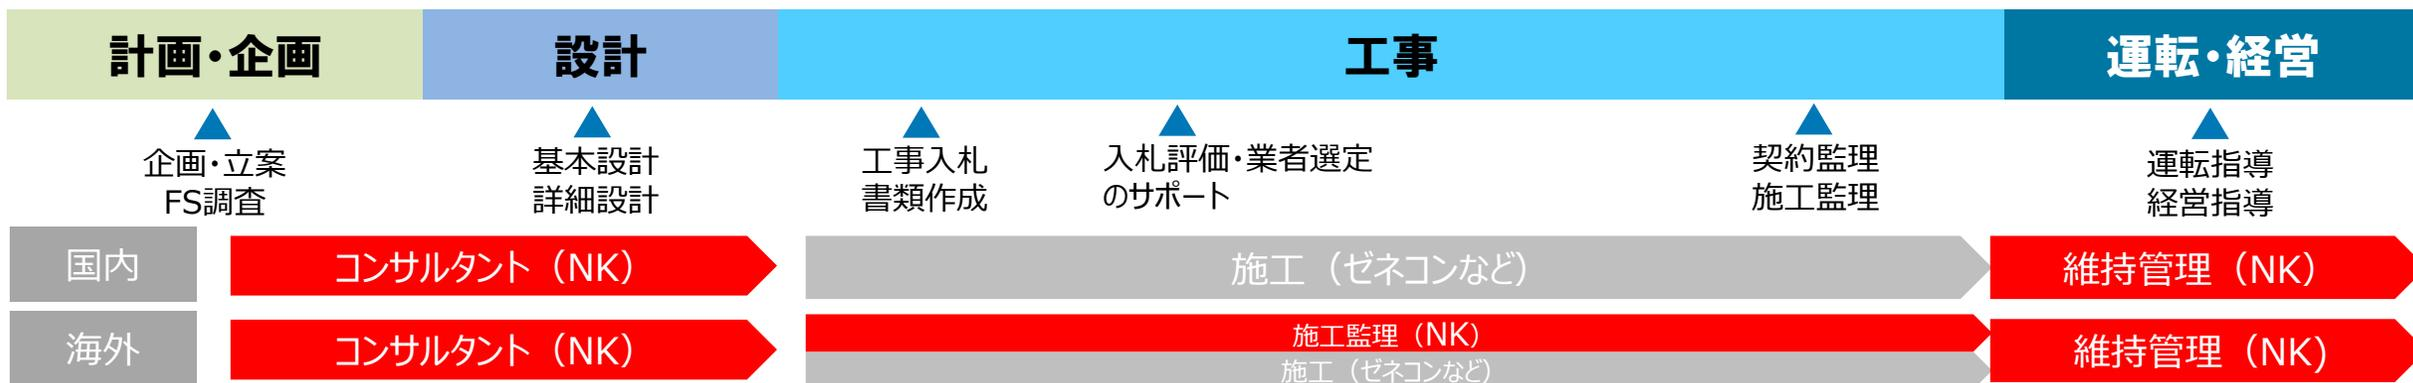 計画・企画
設計
工事
運転・経営
企画・立案
FS調査
基本設計
詳細設計
工事入札
書類作成
入札評価・業者選定
のサポート
契約監理
施工監理
運転指導
経営指導
国内
コンサルタント（NK）
施工（ゼネコンなど）
維持管理（NK）
海外
コンサルタント（NK）
施工監理（NK）
施工（ゼネコンなど）
維持管理（NK)